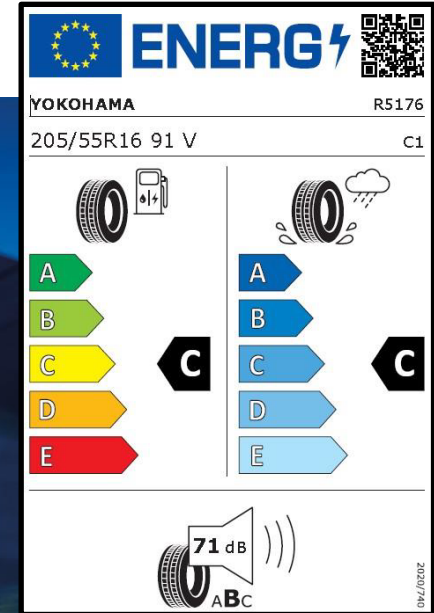 ENERG
YOKOHAMA R5176
205/55R16 91 V C1
A A
B B
C C C C
D D
E E
71 dB
ABC
2020/740